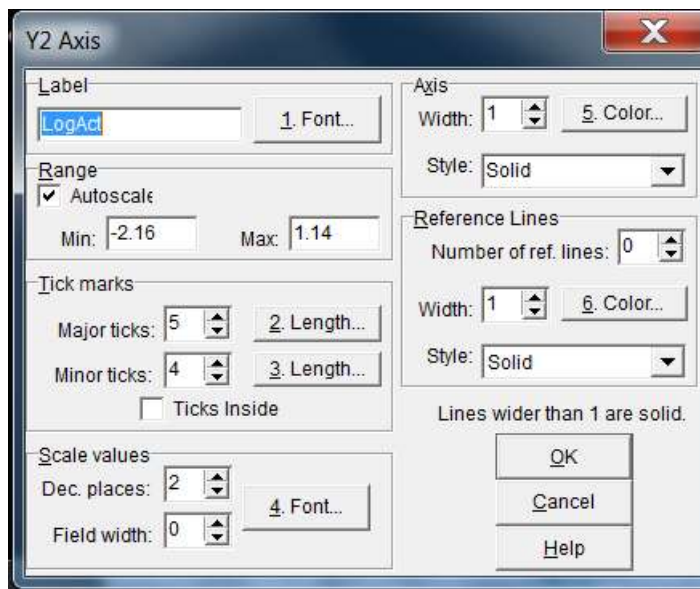 Y2 Axis
Label
LogAct
1. Font...
Range
Autoscale
Min: -2.16
Max: 1.14
Tick marks
Major ticks: 5
2. Length...
Minor ticks: 4
3. Length...
Ticks Inside
Scale values
Dec. places: 2
Field width: 0
4. Font...
Axis
Width: 1
5. Color...
Style: Solid
Reference Lines
Number of ref. lines: 0
Width: 1
6. Color...
Style: Solid
Lines wider than 1 are solid.
OK
Cancel
Help